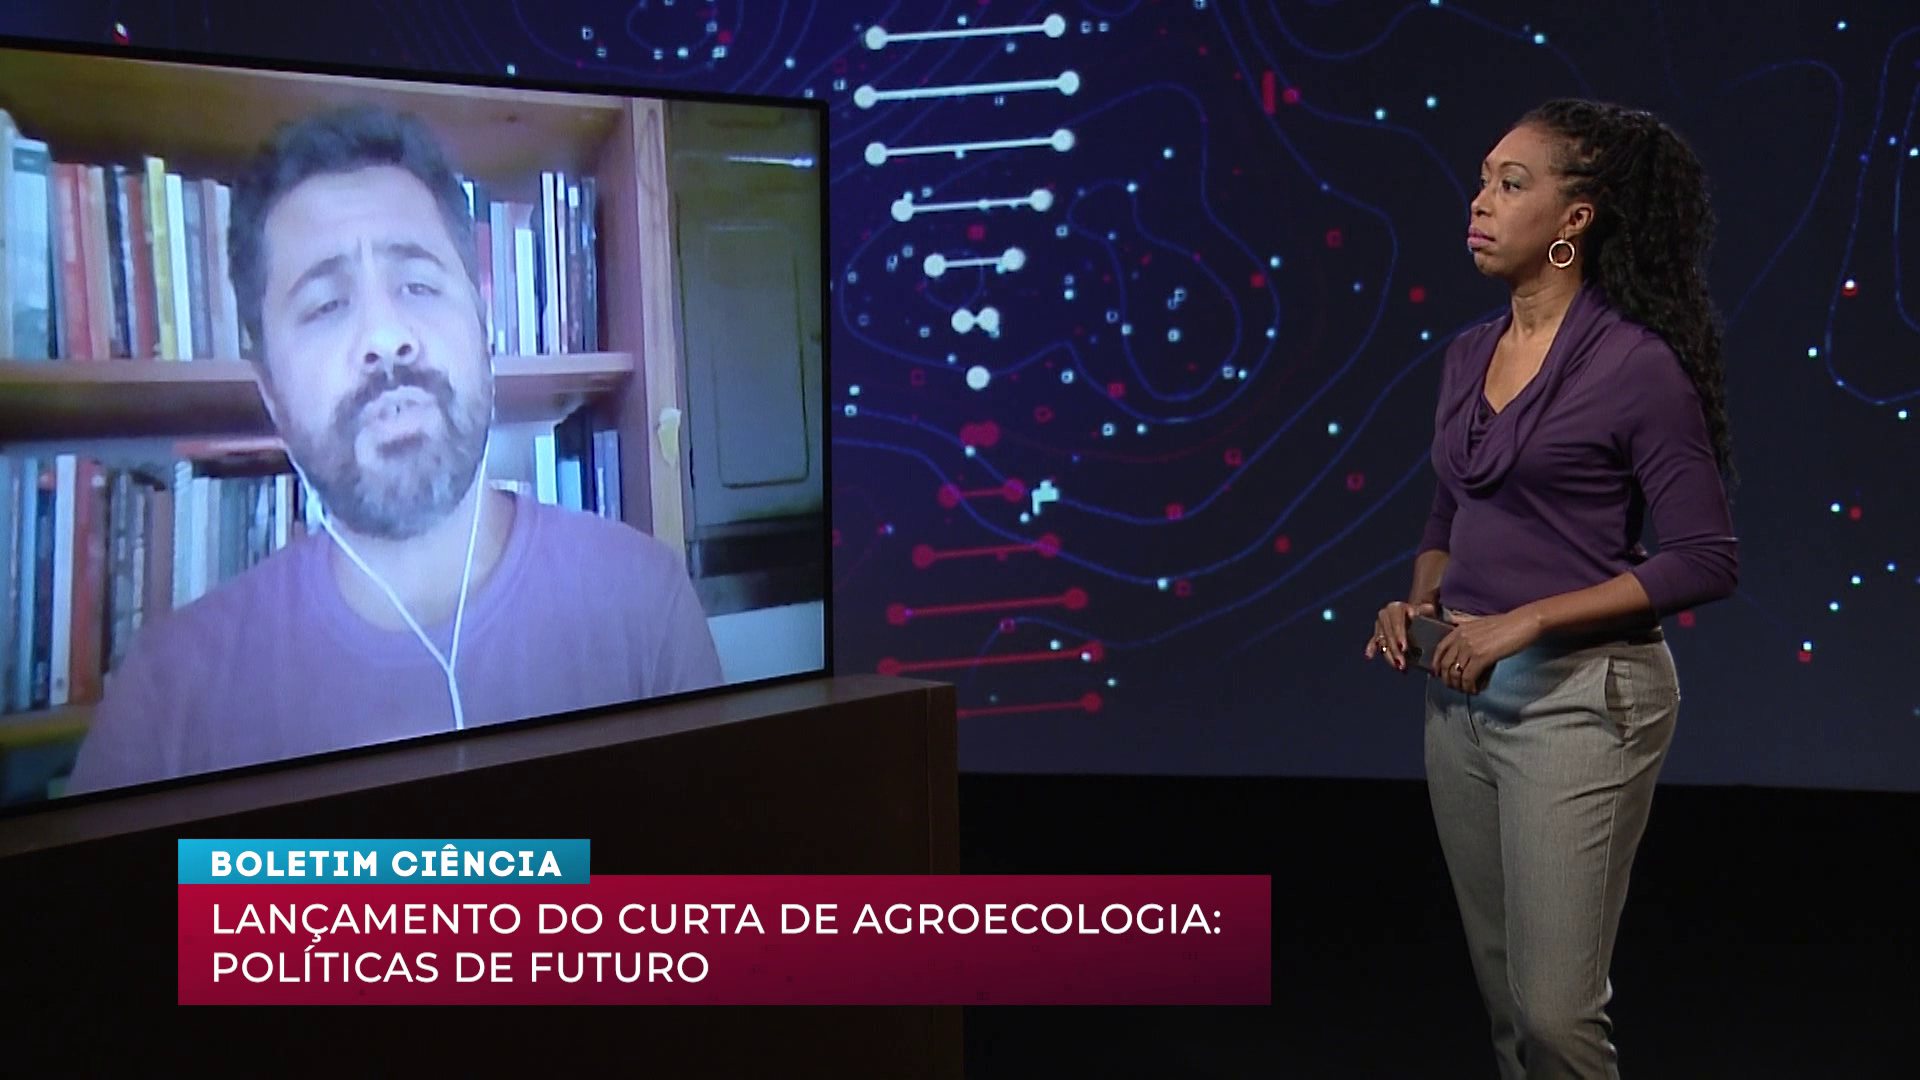 BOLETIM CIÊNCIA
LANÇAMENTO DO CURTA DE AGROECOLOGIA:
POLÍTICAS DE FUTURO